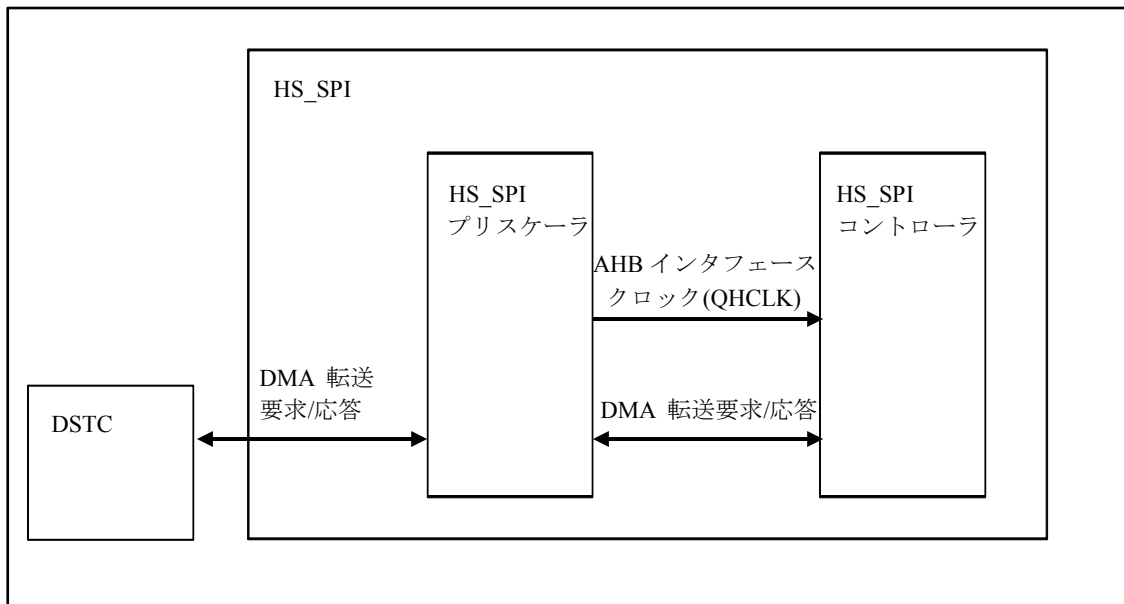 HS_SPI
HS_SPI
プリスケーラ
HS_SPI
コントローラ
AHB インタフェース
クロック(QHCLK)
DMA 転送
要求/応答
DMA 転送要求/応答
DSTC